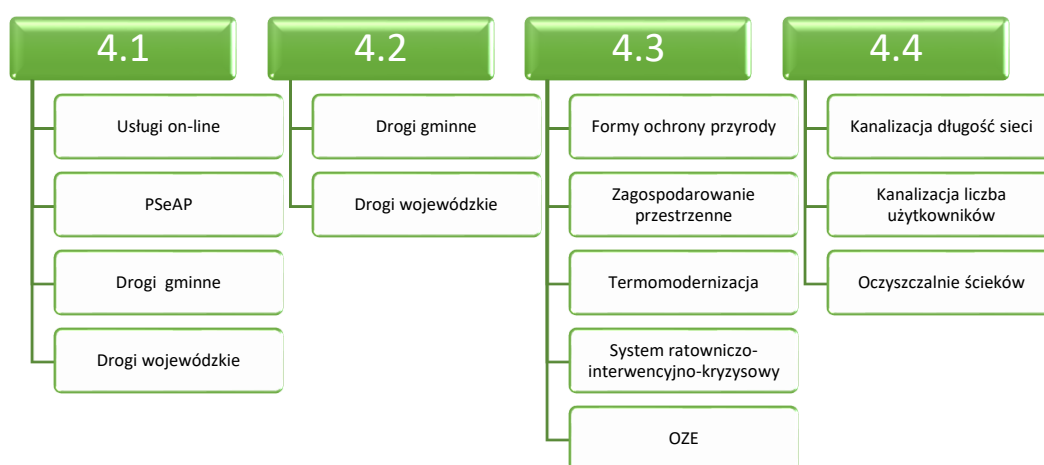 4.1
Usługi on-line
PSeAP
Drogi gminne
Drogi wojewódzkie
4.2
Drogi gminne
Drogi wojewódzkie
4.3
Formy ochrony przyrody
Zagospodarowanie
przestrzenne
Termomodernizacja
System ratowniczo-
interwencyjno-kryzysowy
OZE
4.4
Kanalizacja długość sieci
Kanalizacja liczba
użytkowników
Oczyszczalnie ścieków